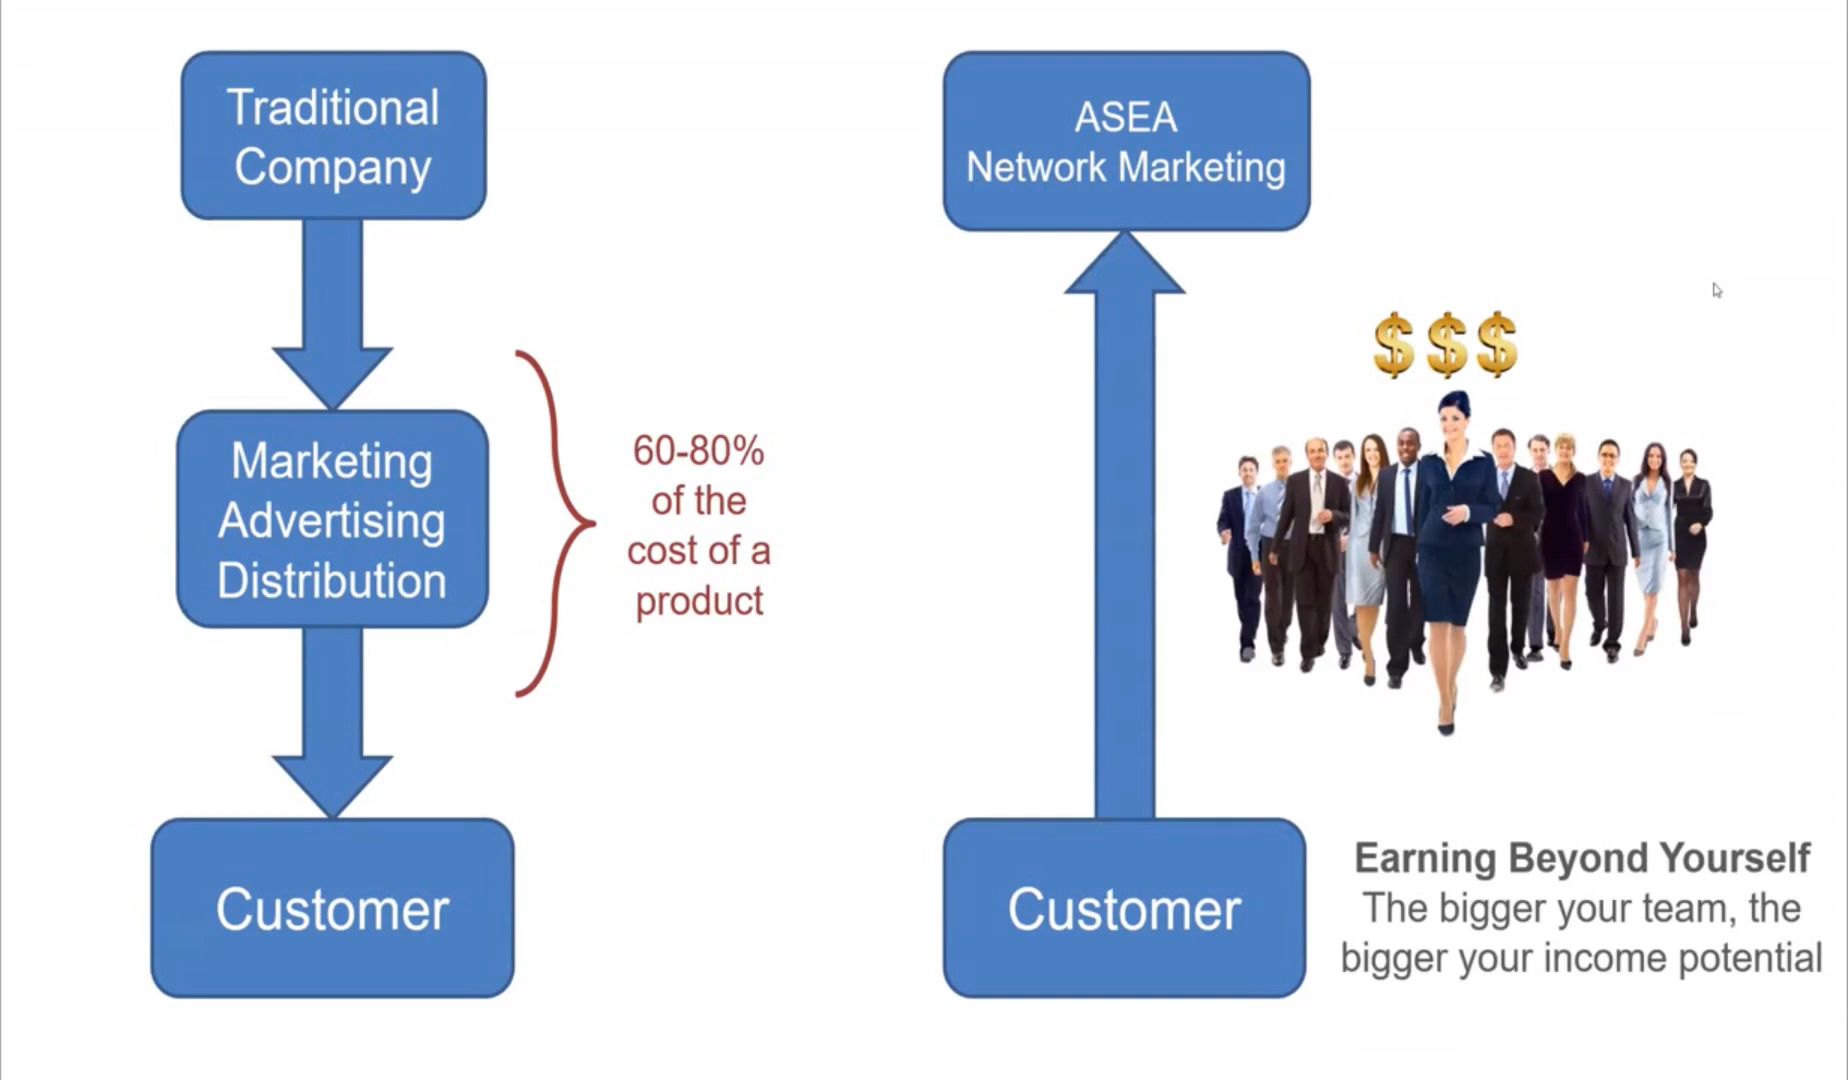 Traditional
Company
Marketing
Advertising
Distribution
60-80%
of the
cost of a
product
Customer
ASEA
Network Marketing
$$$
Customer
Earning Beyond Yourself
The bigger your team, the
bigger your income potential